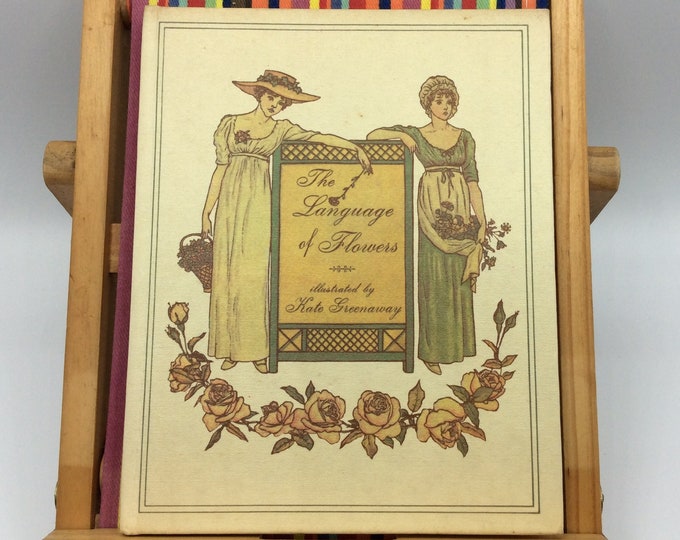 The
Language
of Flowers
illustrated by
Kate Greenaway